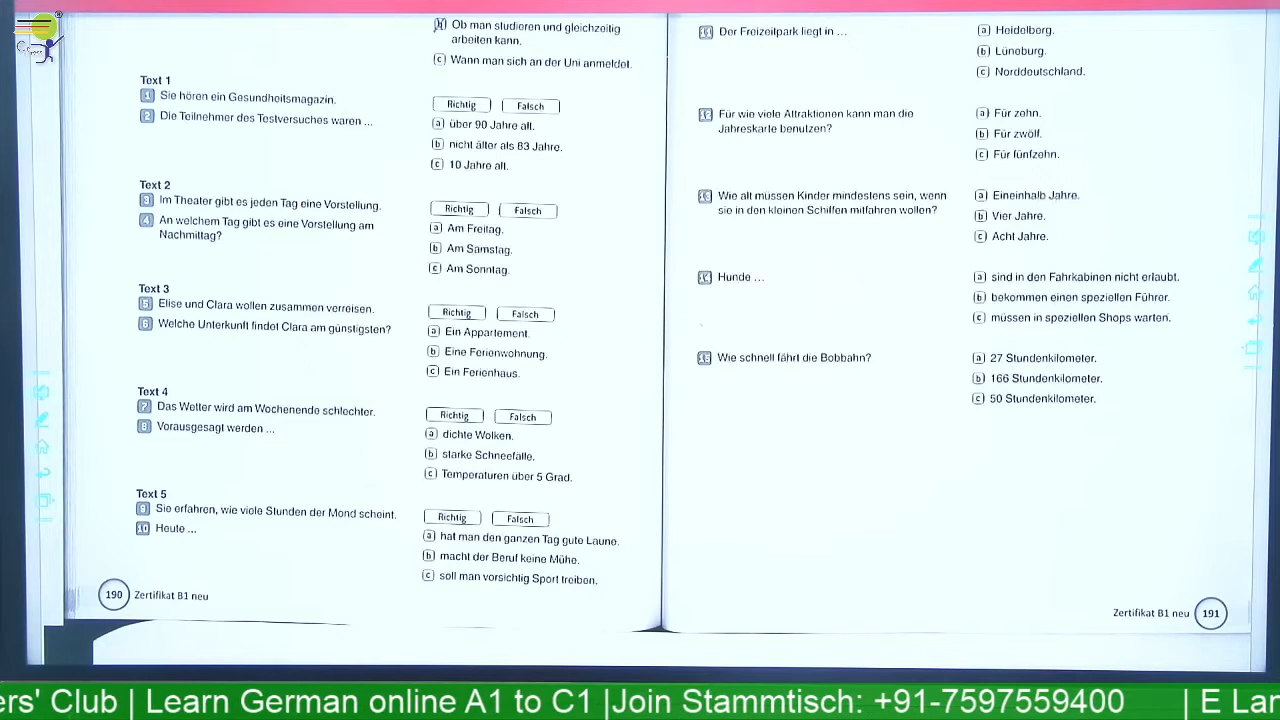 b Ob man studieren und gleichzeitig
arbeiten kann.
c Wann man sich an der Uni anmeldet.
Text 1
1 Sie hören ein Gesundheitsmagazin.
Richtig Falsch
2 Die Teilnehmer des Testversuches waren ...
a über 90 Jahre alt.
b nicht älter als 83 Jahre.
c 10 Jahre alt.
Text 2
3 Im Theater gibt es jeden Tag eine Vorstellung.
Richtig Falsch
4 An welchem Tag gibt es eine Vorstellung am
Nachmittag?
a Am Freitag.
b Am Samstag.
c Am Sonntag.
Text 3
5 Elise und Clara wollen zusammen verreisen.
Richtig Falsch
6 Welche Unterkunft findet Clara am günstigsten?
a Ein Appartement.
b Eine Ferienwohnung.
c Ein Ferienhaus.
Text 4
7 Das Wetter wird am Wochenende schlechter.
Richtig Falsch
8 Vorausgesagt werden ...
a dichte Wolken.
b starke Schneefälle.
c Temperaturen über 5 Grad.
Text 5
9 Sie erfahren, wie viele Stunden der Mond scheint.
Richtig Falsch
10 Heute ...
a hat man den ganzen Tag gute Laune.
b macht der Beruf keine Mühe.
c soll man vorsichtig Sport treiben.
190 Zertifikat B1 neu
Der Freizeitpark liegt in ...
a Heidelberg.
b Lüneburg.
c Norddeutschland.
Für wie viele Attraktionen kann man die
Jahreskarte benutzen?
a Für zehn.
b Für zwölf.
c Für fünfzehn.
Wie alt müssen Kinder mindestens sein, wenn
sie in den kleinen Schiffen mitfahren wollen?
a Eineinhalb Jahre.
b Vier Jahre.
c Acht Jahre.
Hunde ...
a sind in den Fahrkabinen nicht erlaubt.
b bekommen einen speziellen Führer.
c müssen in speziellen Shops warten.
Wie schnell fährt die Bobbahn?
a 27 Stundenkilometer.
b 166 Stundenkilometer.
c 50 Stundenkilometer.
Zertifikat B1 neu 191
ers' Club | Learn German online A1 to C1 |Join Stammtisch: +91-7597559400 | E Lan